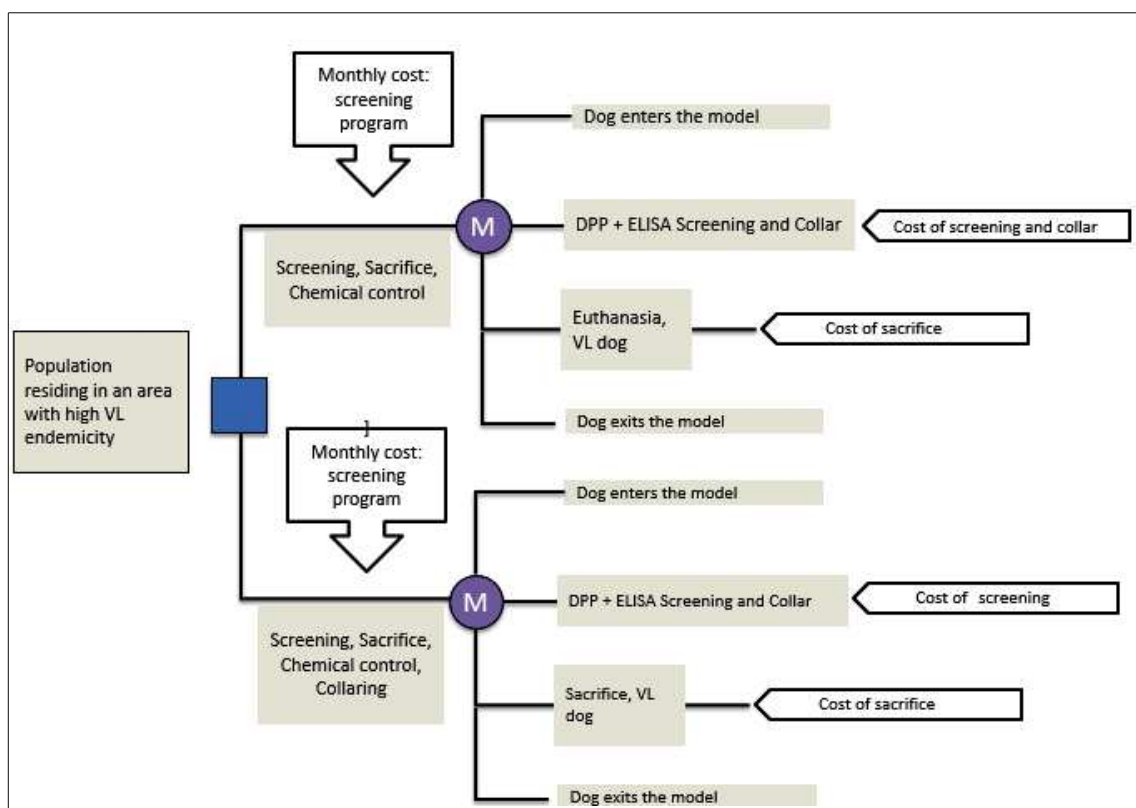 Monthly cost:
screening
program
Dog enters the model
M
DPP + ELISA Screening and Collar
Cost of screening and collar
Screening, Sacrifice,
Chemical control
Euthanasia,
VL dog
Cost of sacrifice
Population
residing in an area
with high VL
endemicity
Dog exits the model
]
Monthly cost:
screening
program
Dog enters the model
M
DPP + ELISA Screening and Collar
Cost of screening
Screening, Sacrifice,
Chemical control,
Collaring
Sacrifice, VL
dog
Cost of sacrifice
Dog exits the model